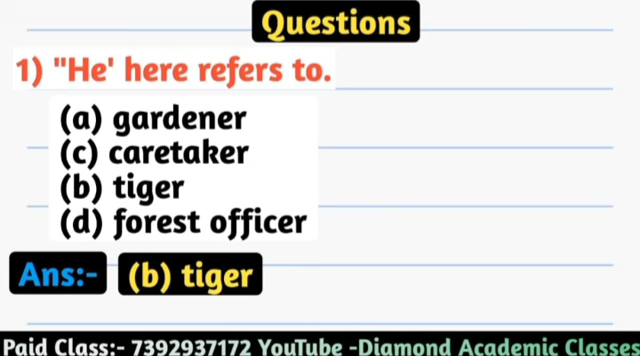 Questions
1) "He' here refers to.
(a) gardener
(c) caretaker
(b) tiger
(d) forest officer
Ans:- (b) tiger
Paid Class:- 7392937172 YouTube -Diamond Academic Classes